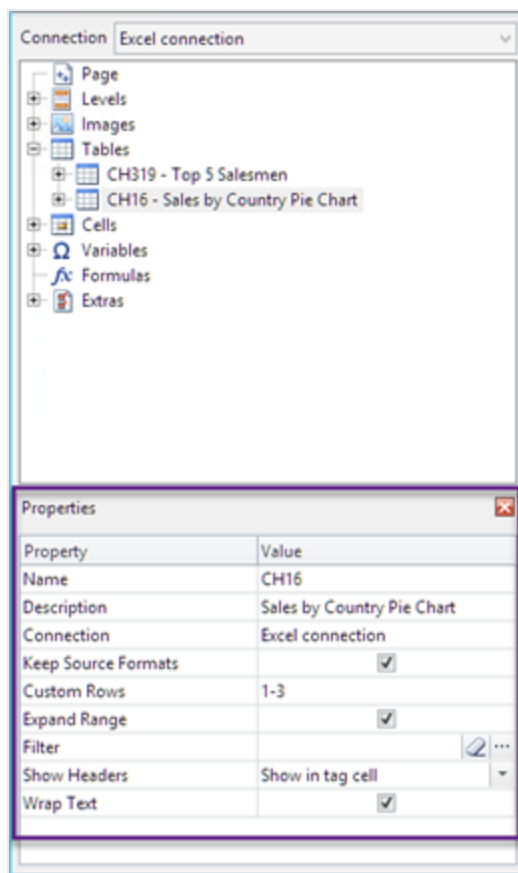 Connection Excel connection
Page
Levels
Images
Tables
CH319 - Top 5 Salesmen
CH16 - Sales by Country Pie Chart
Cells
Ω Variables
fx Formulas
Extras
Properties
Property Value
Name CH16
Description Sales by Country Pie Chart
Connection Excel connection
Keep Source Formats
Custom Rows 1-3
Expand Range
Filter ...
Show Headers Show in tag cell
Wrap Text